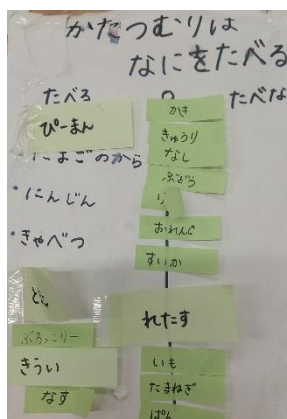 かたつむりは
なにをたべる
たべる
たべな
ぴーまん
たまごのから
・にんじん
・きゃべつ
ぶろっこりー
きうい
なす
かき
きゅうり
なし
ぶどう
おれんじ
すいか
れたす
いも
たまねぎ
ぱん